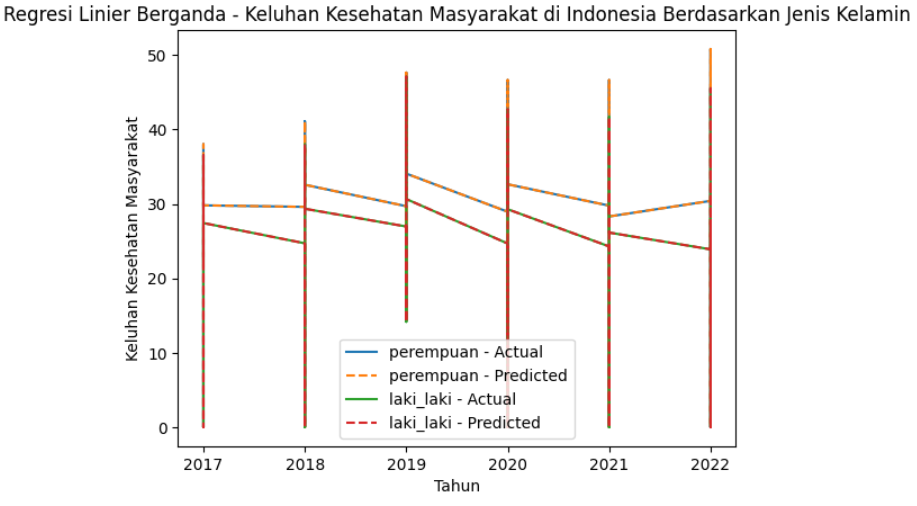 Regresi Linier Berganda - Keluhan Kesehatan Masyarakat di Indonesia Berdasarkan Jenis Kelamin
Keluhan Kesehatan Masyarakat
50
40
30
20
10
0
perempuan - Actual
perempuan - Predicted
laki_laki - Actual
laki_laki - Predicted
2017 2018 2019 2020 2021 2022
Tahun